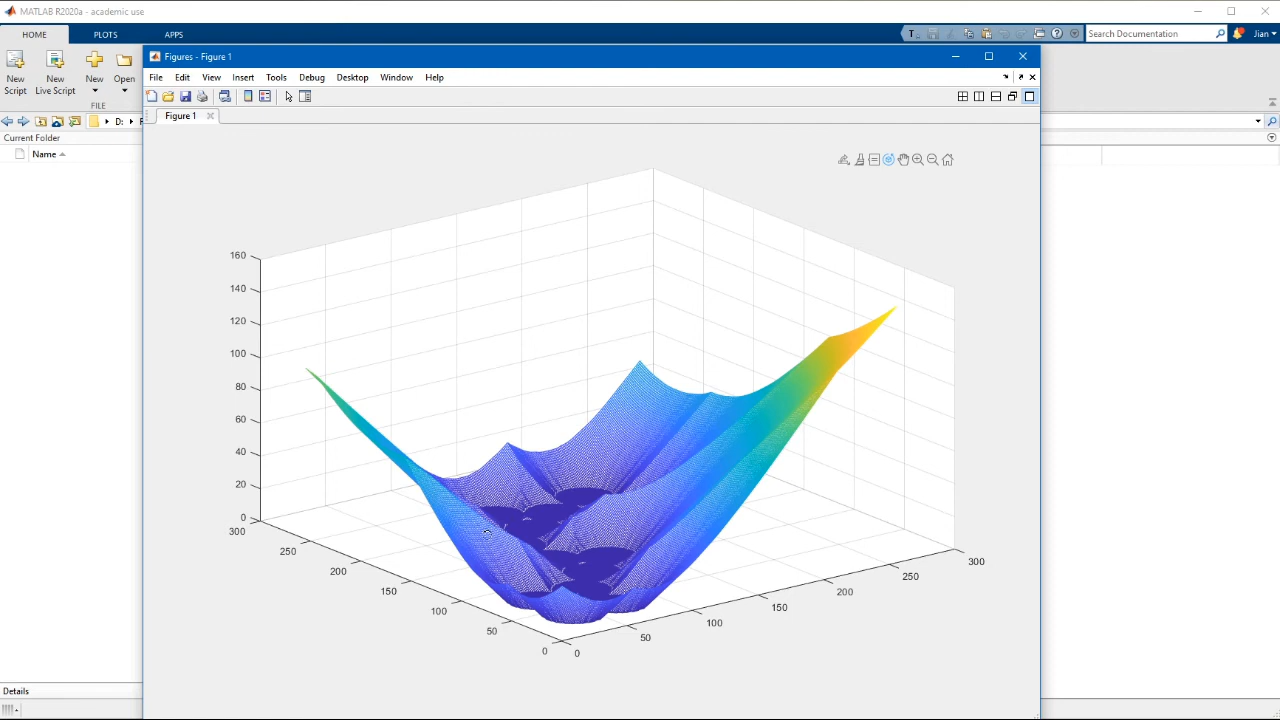 MATLAB R2020a - academic use
HOME PLOTS APPS
Search Documentation
Jian
New Script
New Live Script
New
Open
FILE
D:
Current Folder
Name
Details
Figures - Figure 1
File Edit View Insert Tools Debug Desktop Window Help
Figure 1
160
140
120
100
80
60
40
20
0
300
250
200
150
100
50
0
0
50
100
150
200
250
300